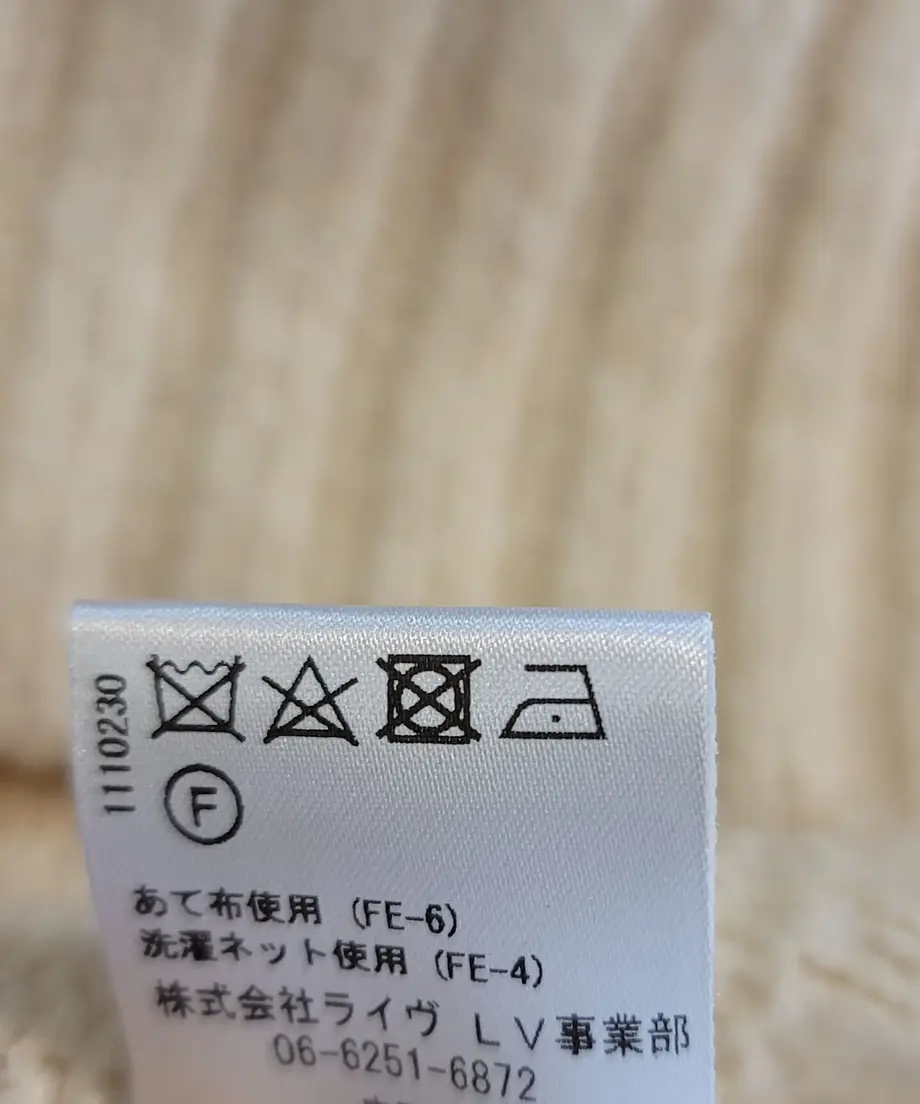 1110230
F
あて布使用 (FE-6)
洗濯ネット使用 (FE-4)
株式会社ライヴ LV事業部
06-6251-6872